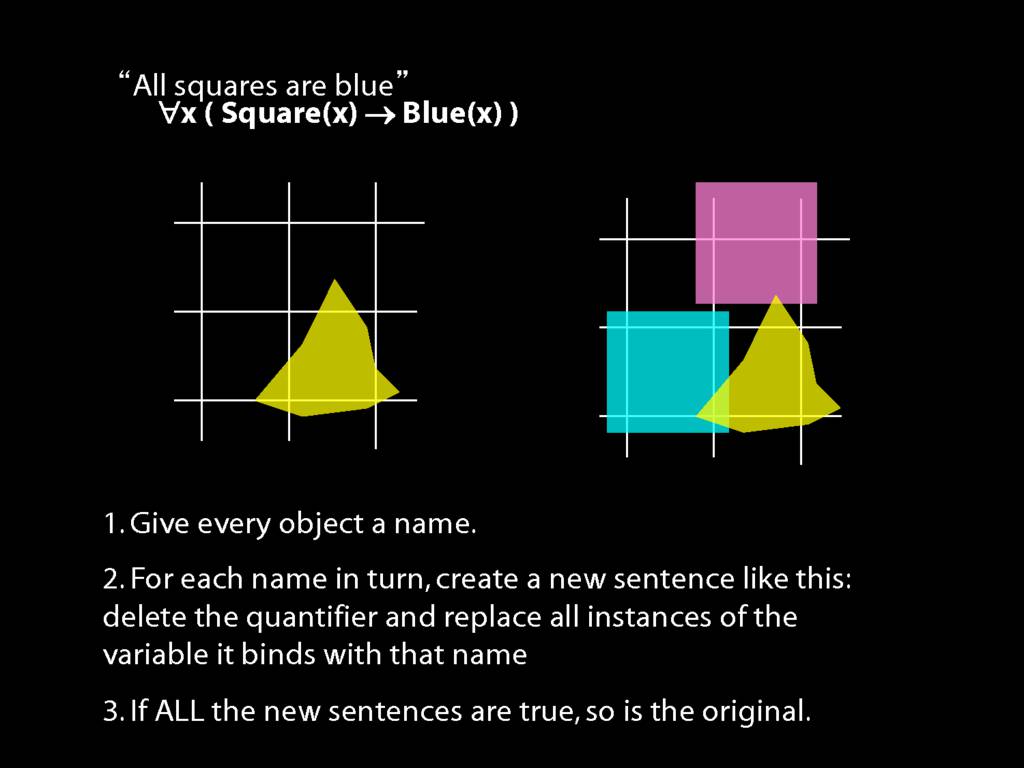 “All squares are blue”
∀x ( Square(x) → Blue(x) )
1. Give every object a name.
2. For each name in turn, create a new sentence like this:
delete the quantifier and replace all instances of the
variable it binds with that name
3. If ALL the new sentences are true, so is the original.